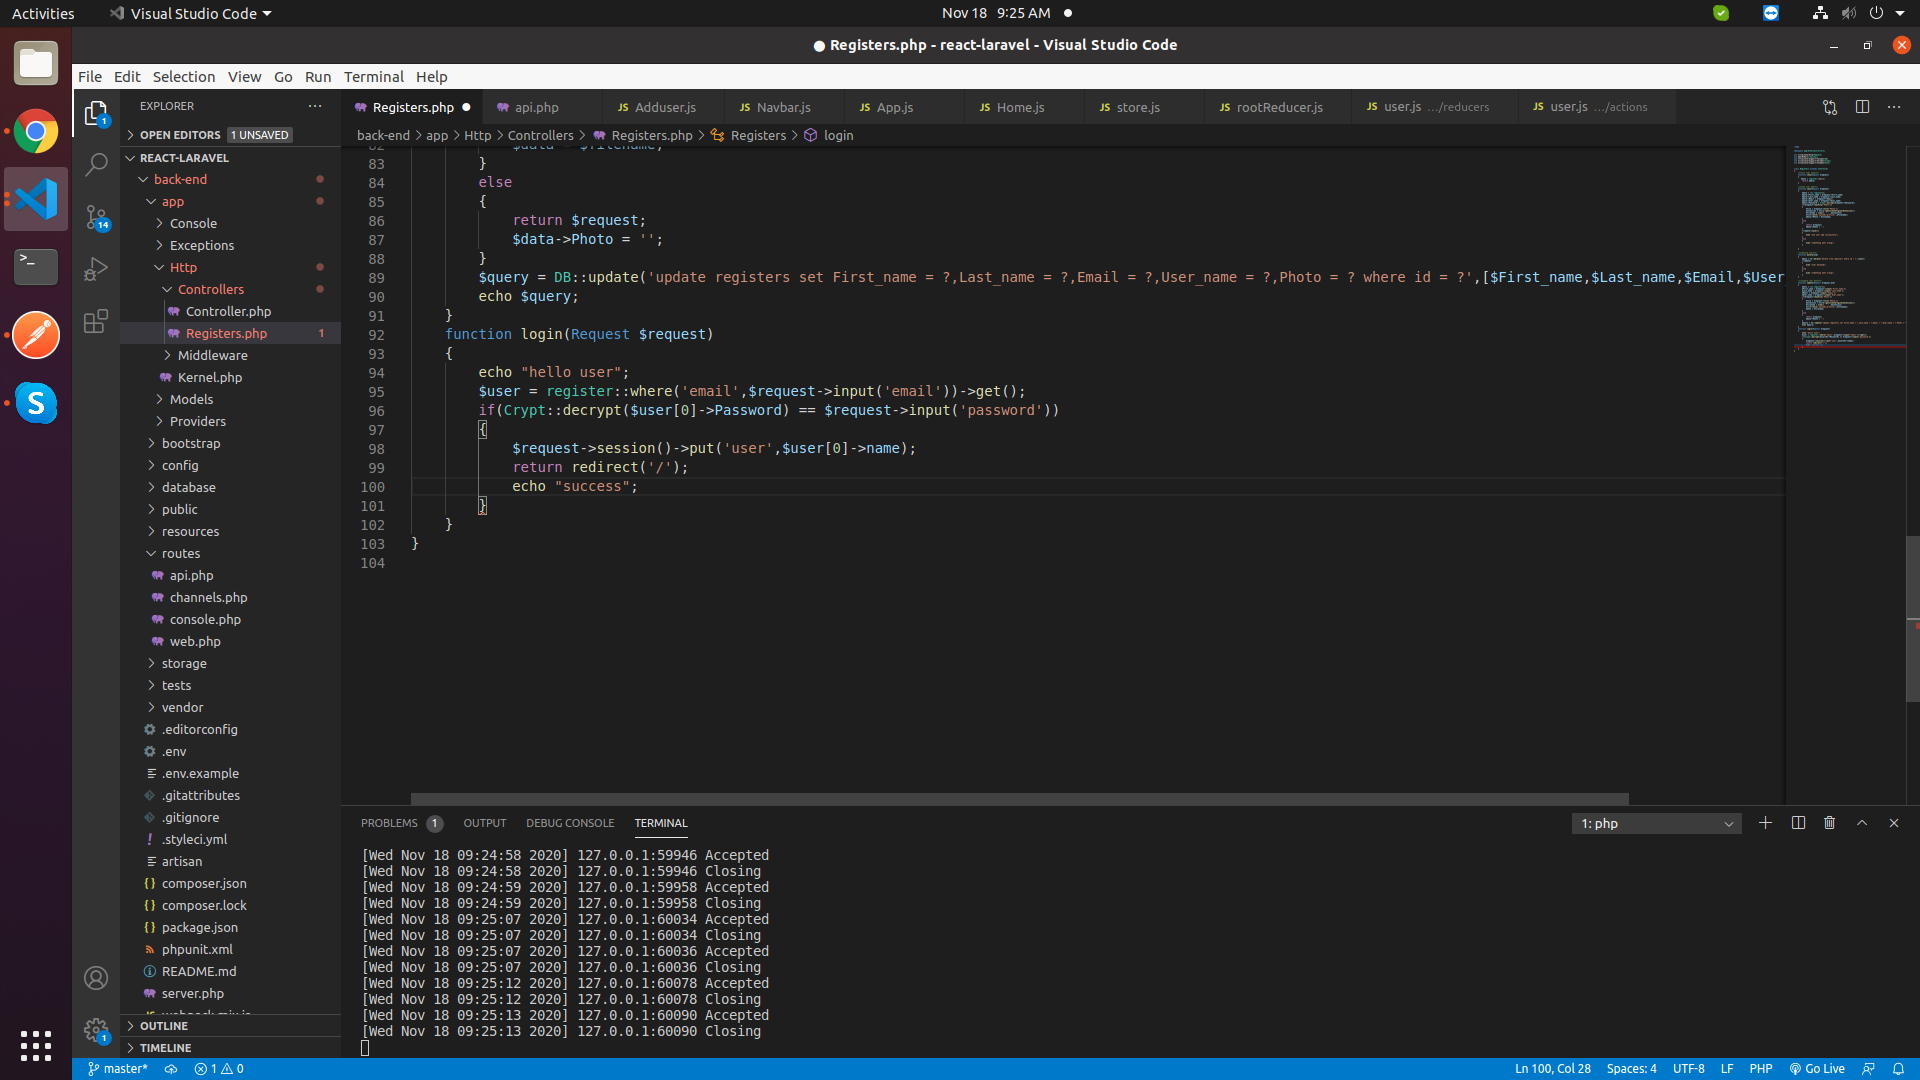 Activities
Visual Studio Code
Nov 18 9:25 AM
Registers.php - react-laravel - Visual Studio Code
File Edit Selection View Go Run Terminal Help
EXPLORER
OPEN EDITORS 1 UNSAVED
REACT-LARAVEL
back-end
app
Console
Exceptions
Http
Controllers
Controller.php
Registers.php 1
Middleware
Kernel.php
Models
Providers
bootstrap
config
database
public
resources
routes
api.php
channels.php
console.php
web.php
storage
tests
vendor
.editorconfig
.env
.env.example
.gitattributes
.gitignore
.styleci.yml
artisan
composer.json
composer.lock
package.json
phpunit.xml
README.md
server.php
OUTLINE
TIMELINE
1
14
1
Registers.php api.php JS Adduser.js JS Navbar.js JS App.js JS Home.js JS store.js JS rootReducer.js JS user.js .../reducers JS user.js .../actions
back-end > app > Http > Controllers > Registers.php > Registers > login
82 $data = $filename;
83 }
84 else
85 {
86 return $request;
87 $data->Photo = '';
88 }
89 $query = DB::update('update registers set First_name = ?,Last_name = ?,Email = ?,User_name = ?,Photo = ? where id = ?',[$First_name,$Last_name,$Email,$User
90 echo $query;
91 }
92 function login(Request $request)
93 {
94 echo "hello user";
95 $user = register::where('email',$request->input('email'))->get();
96 if(Crypt::decrypt($user[0]->Password) == $request->input('password'))
97 {
98 $request->session()->put('user',$user[0]->name);
99 return redirect('/');
100 echo "success";
101 }
102 }
103 }
104
PROBLEMS 1 OUTPUT DEBUG CONSOLE TERMINAL
1: php
[Wed Nov 18 09:24:58 2020] 127.0.0.1:59946 Accepted
[Wed Nov 18 09:24:58 2020] 127.0.0.1:59946 Closing
[Wed Nov 18 09:24:59 2020] 127.0.0.1:59958 Accepted
[Wed Nov 18 09:24:59 2020] 127.0.0.1:59958 Closing
[Wed Nov 18 09:25:07 2020] 127.0.0.1:60034 Accepted
[Wed Nov 18 09:25:07 2020] 127.0.0.1:60034 Closing
[Wed Nov 18 09:25:07 2020] 127.0.0.1:60036 Accepted
[Wed Nov 18 09:25:07 2020] 127.0.0.1:60036 Closing
[Wed Nov 18 09:25:12 2020] 127.0.0.1:60078 Accepted
[Wed Nov 18 09:25:12 2020] 127.0.0.1:60078 Closing
[Wed Nov 18 09:25:13 2020] 127.0.0.1:60090 Accepted
[Wed Nov 18 09:25:13 2020] 127.0.0.1:60090 Closing
master* 1 0
Ln 100, Col 28 Spaces: 4 UTF-8 LF PHP Go Live